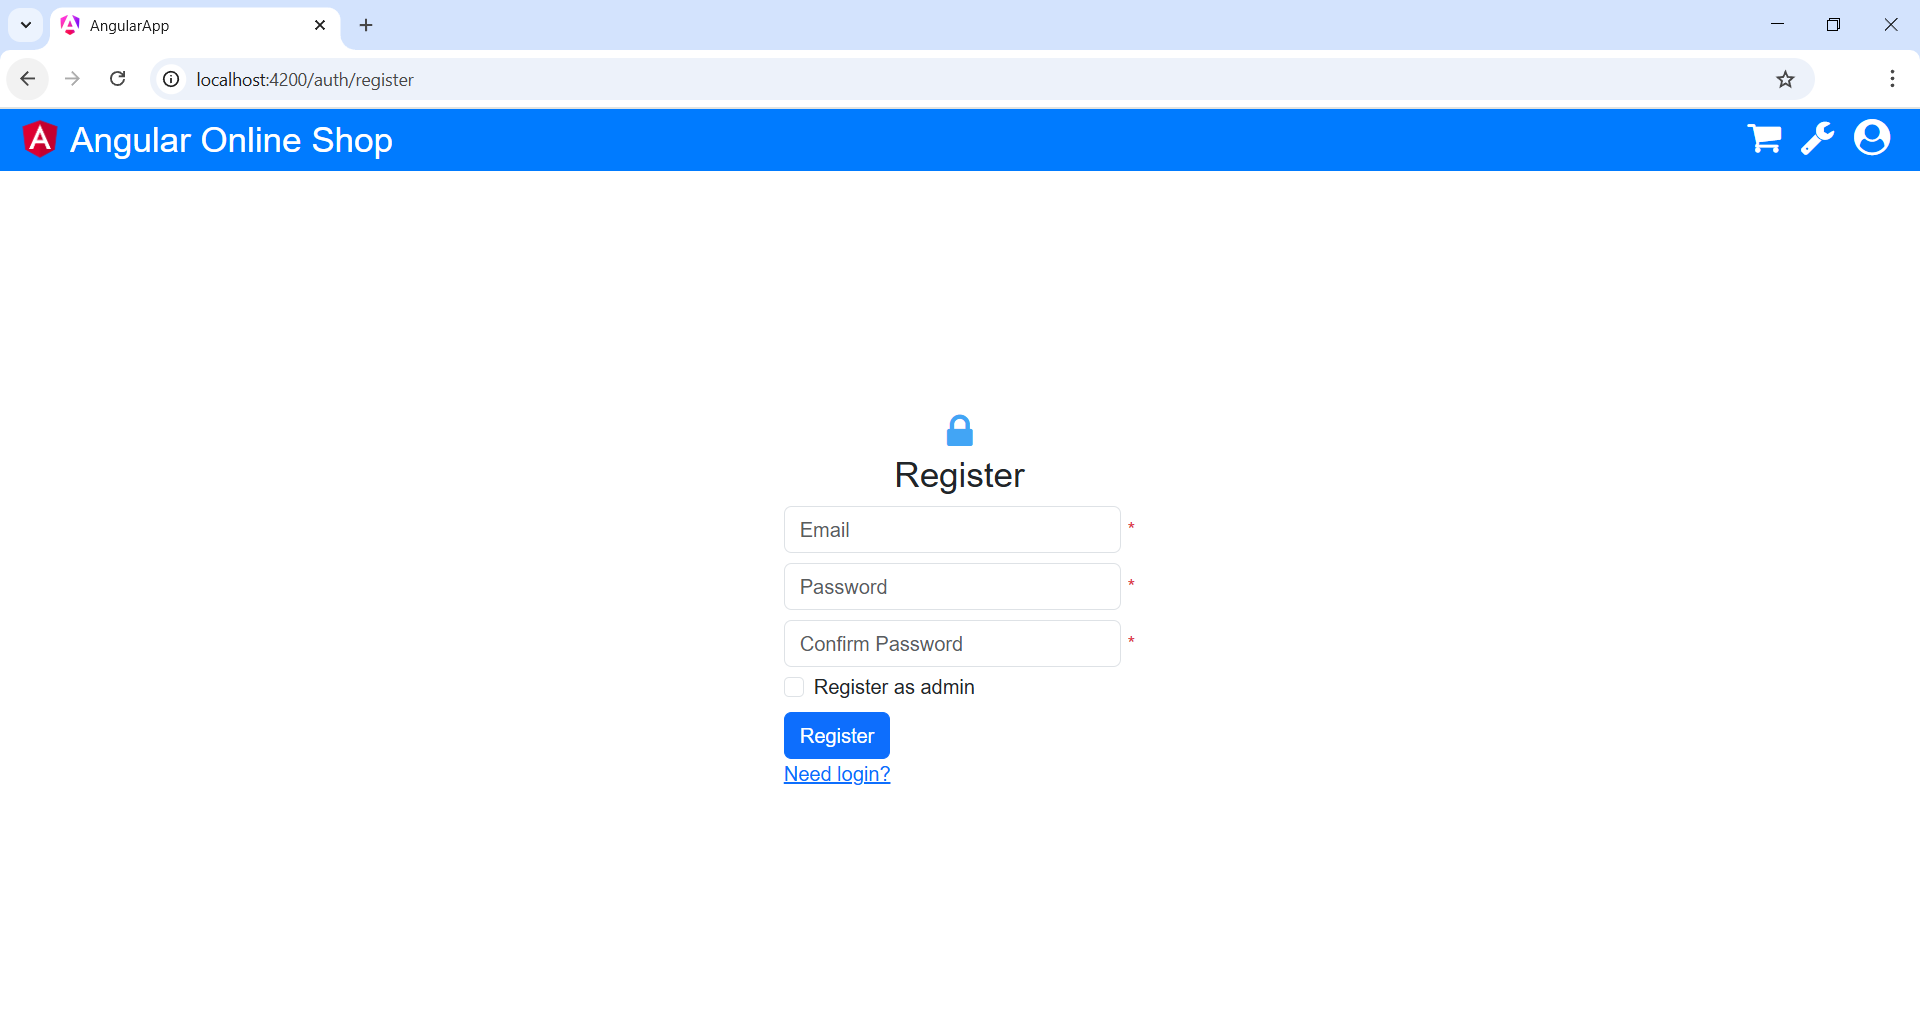 AngularApp
localhost:4200/auth/register
Angular Online Shop
Register
Email *
Password *
Confirm Password *
Register as admin
Register
Need login?